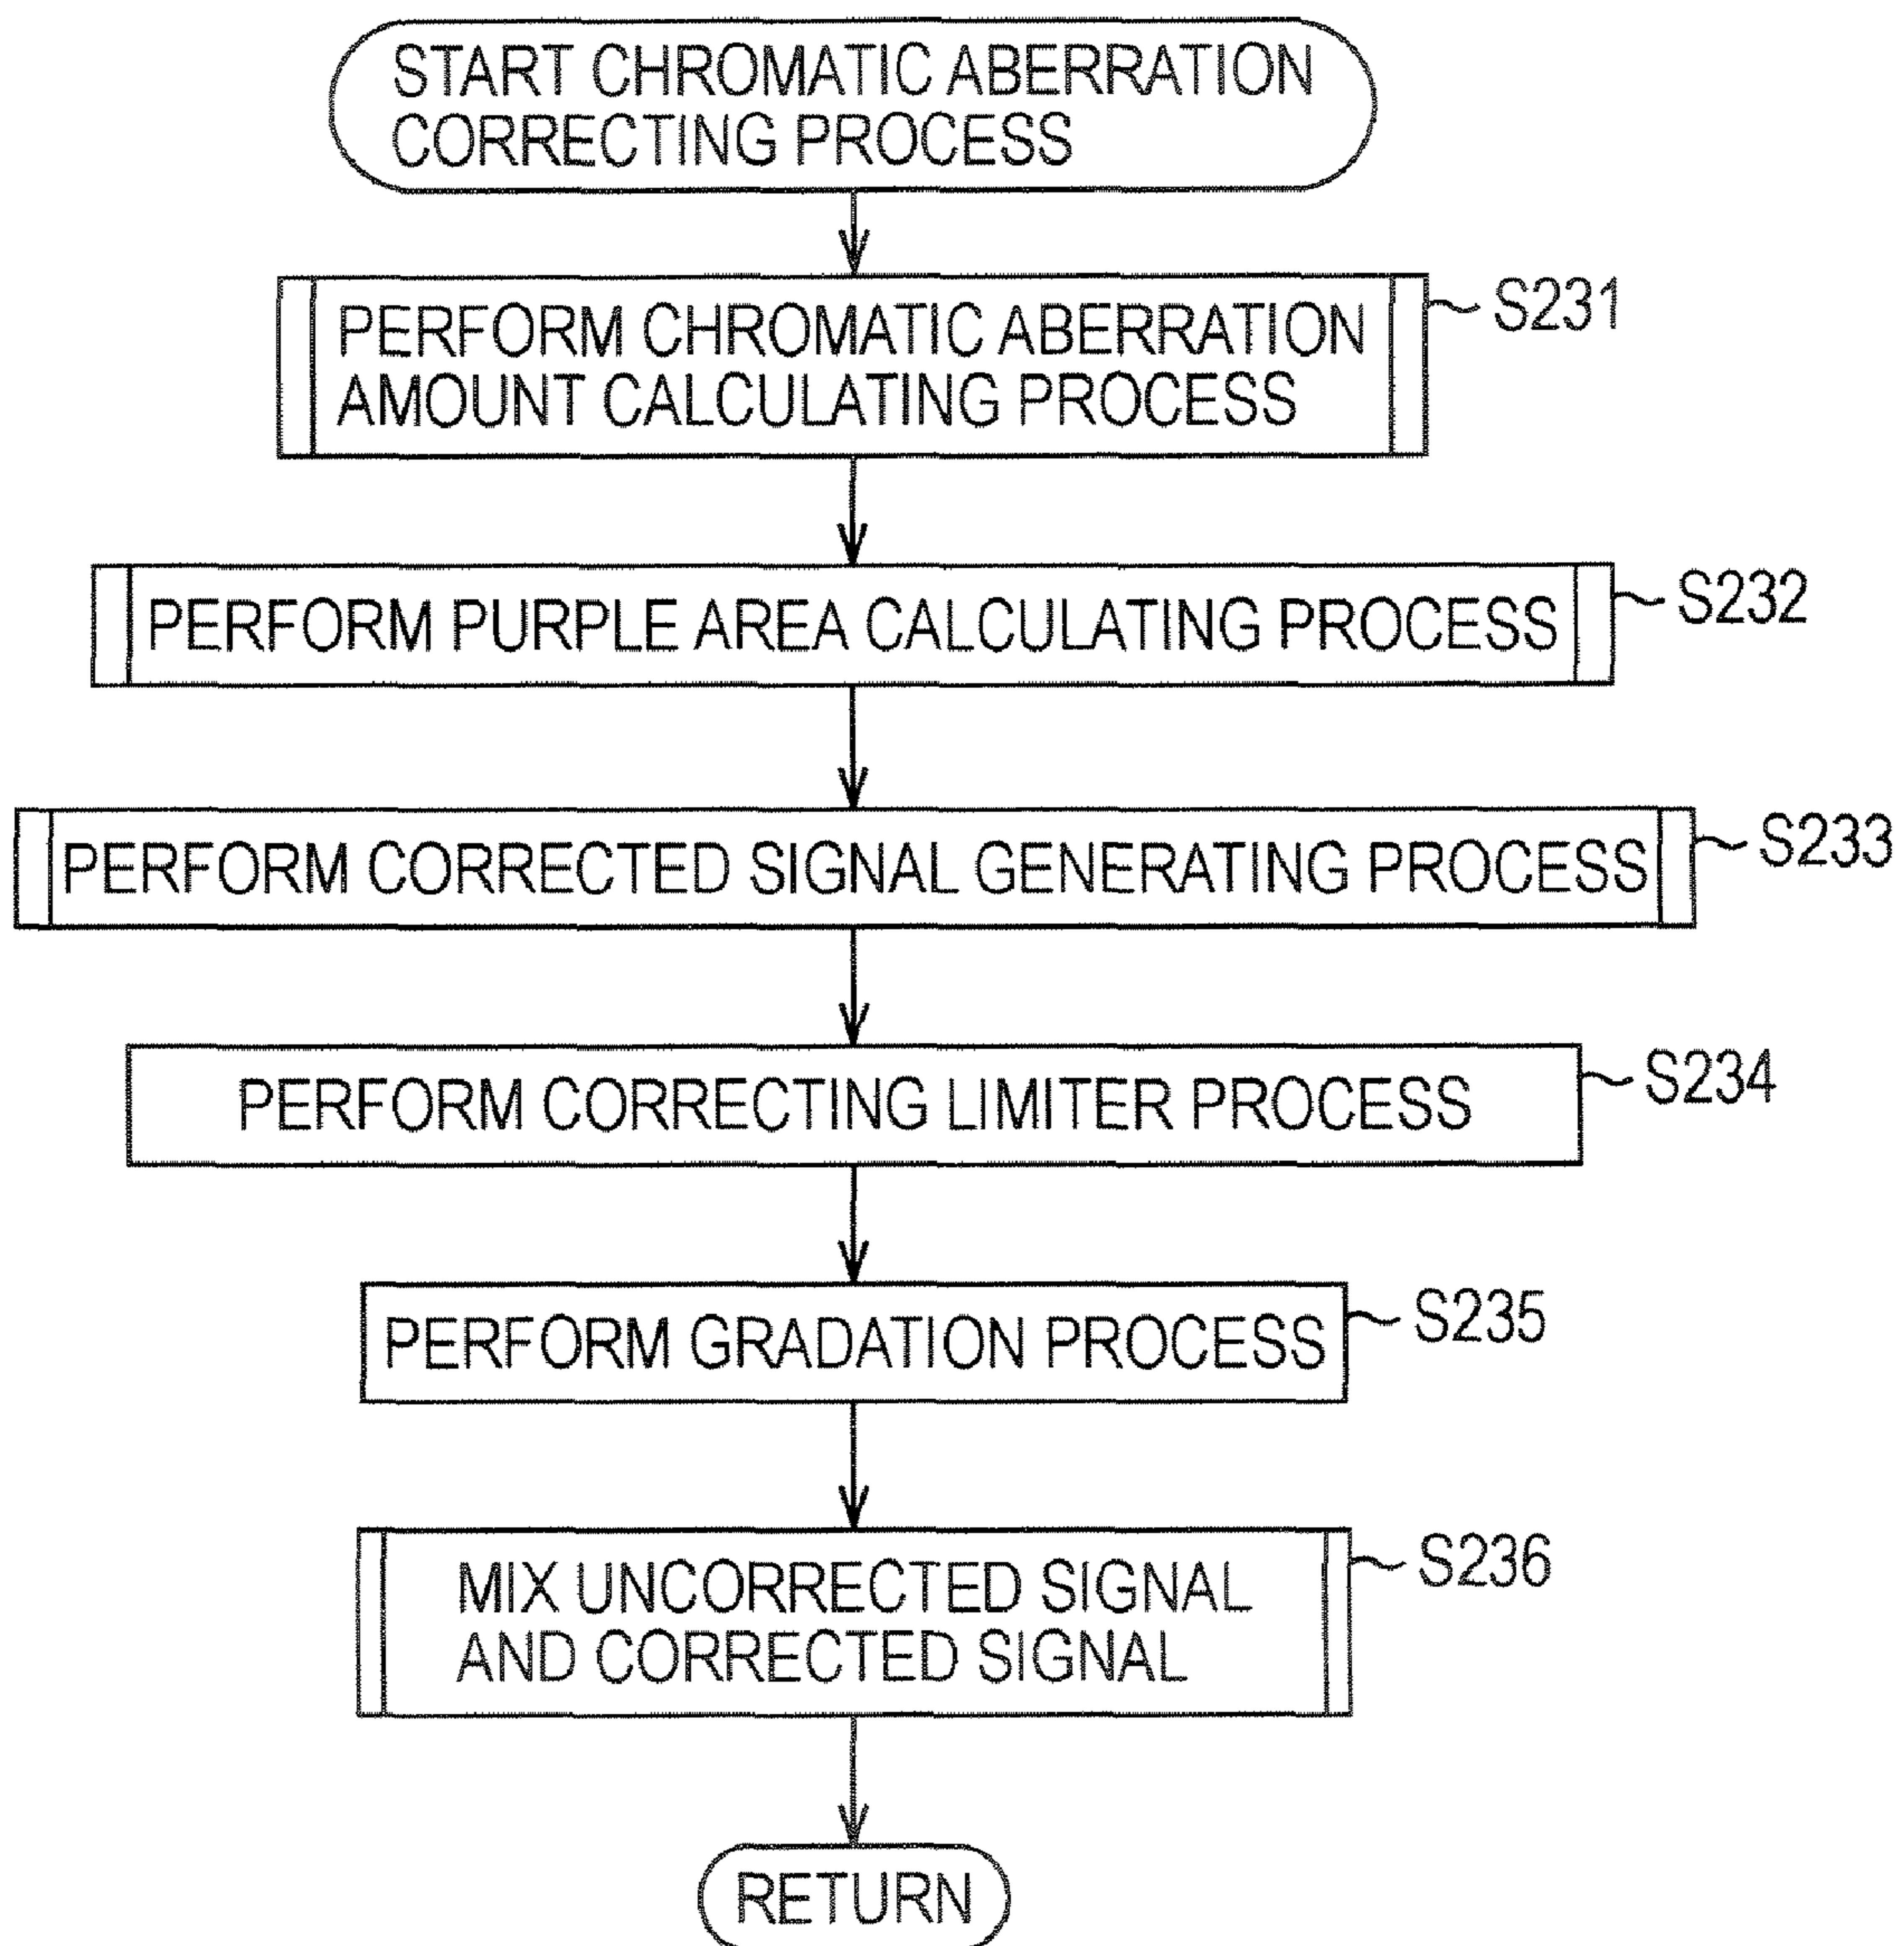 START CHROMATIC ABERRATION
CORRECTING PROCESS
PERFORM CHROMATIC ABERRATION
AMOUNT CALCULATING PROCESS
S231
PERFORM PURPLE AREA CALCULATING PROCESS
S232
PERFORM CORRECTED SIGNAL GENERATING PROCESS
S233
PERFORM CORRECTING LIMITER PROCESS
S234
PERFORM GRADATION PROCESS
S235
MIX UNCORRECTED SIGNAL
AND CORRECTED SIGNAL
S236
RETURN